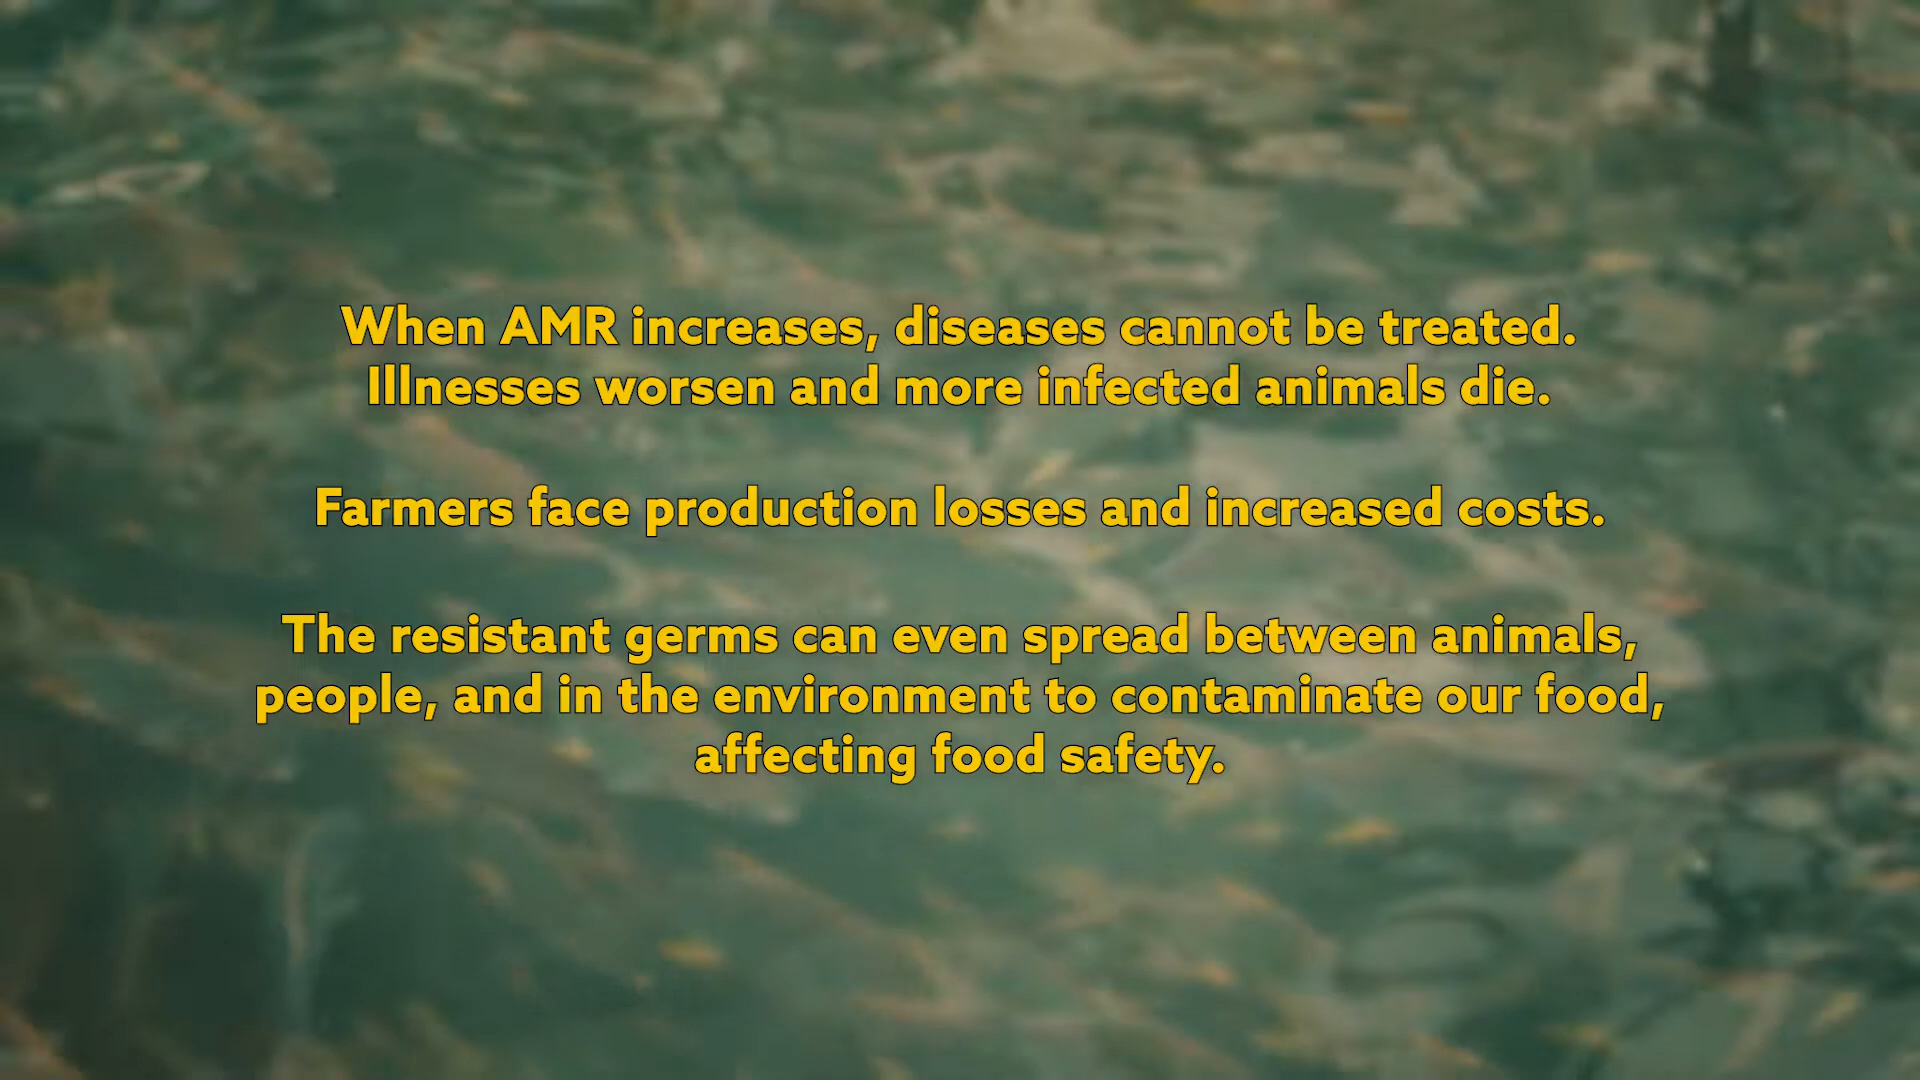 When AMR increases, diseases cannot be treated.
Illnesses worsen and more infected animals die.
Farmers face production losses and increased costs.
The resistant germs can even spread between animals,
people, and in the environment to contaminate our food,
affecting food safety.